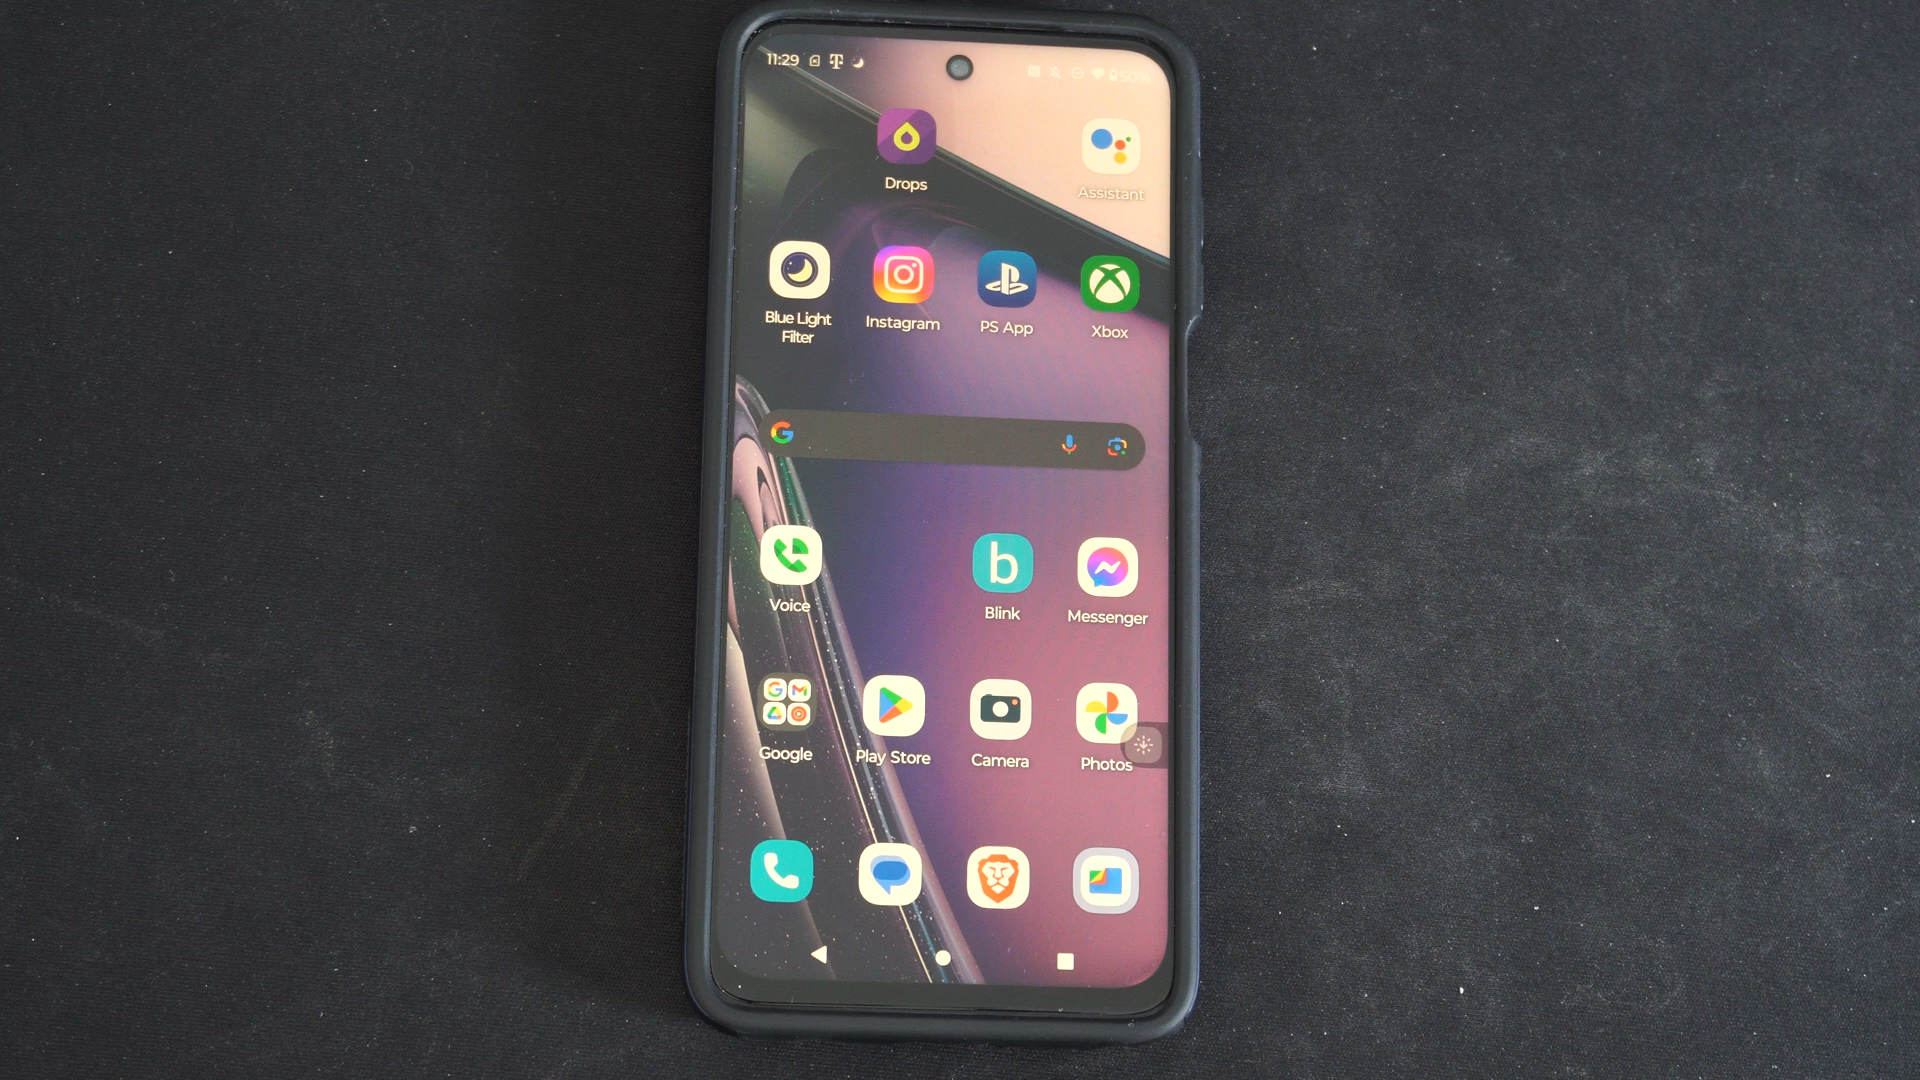 11:29
50%
Drops
Assistant
Blue Light
Filter
Instagram
PS App
Xbox
Voice
b
Blink
Messenger
Google
Play Store
Camera
Photos